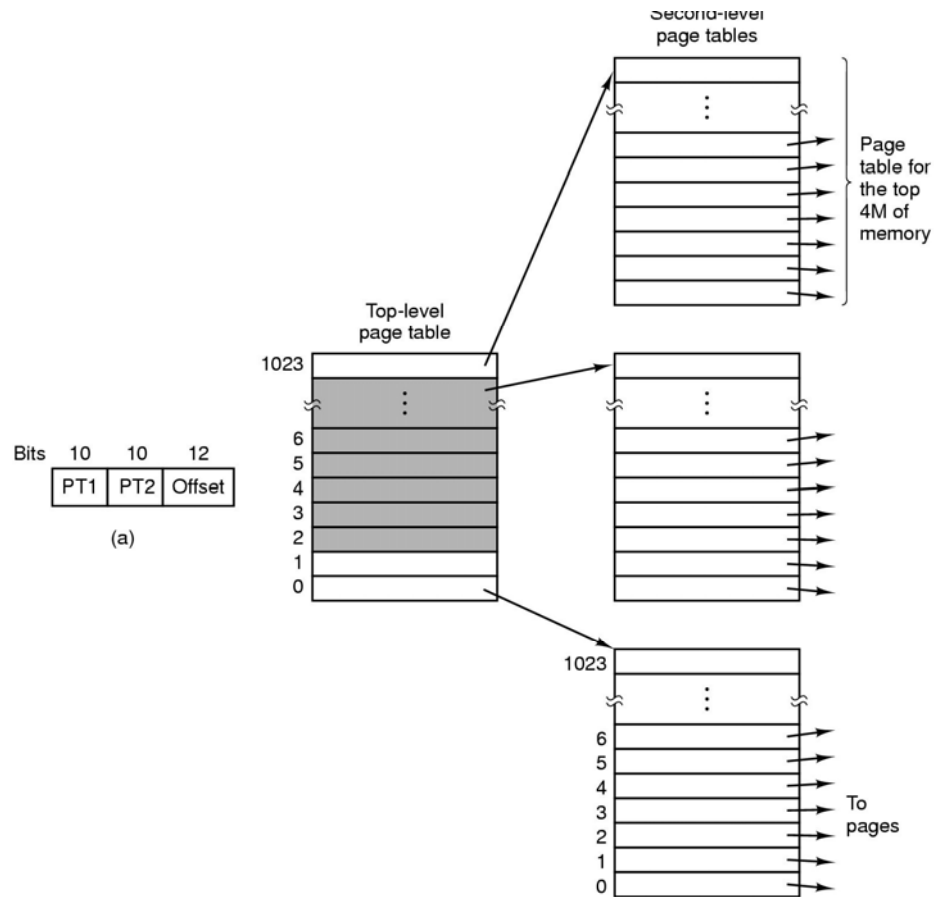 Second-level
page tables
Page
table for
the top
4M of
memory
Top-level
page table
1023
6
5
4
3
2
1
0
Bits 10 10 12
PT1 PT2 Offset
(a)
1023
6
5
4
3
2
1
0
To
pages